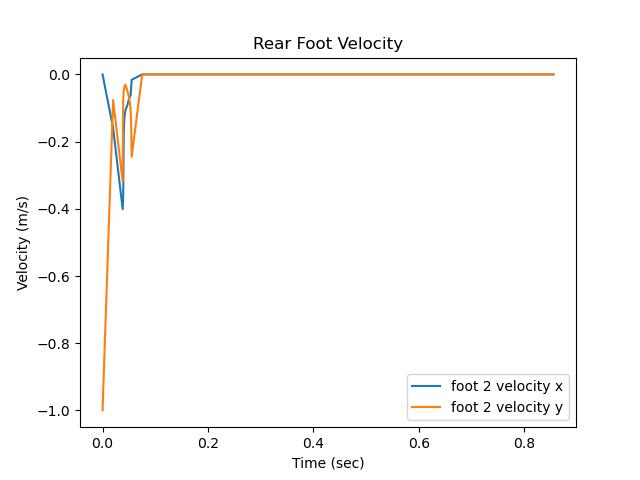 Rear Foot Velocity
0.0
−0.2
−0.4
−0.6
−0.8
−1.0
Velocity (m/s)
foot 2 velocity x
foot 2 velocity y
0.0 0.2 0.4 0.6 0.8
Time (sec)